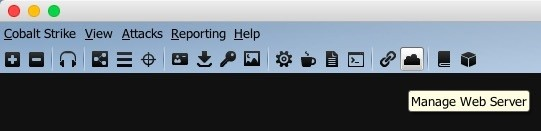 Cobalt Strike View Attacks Reporting Help
Manage Web Server